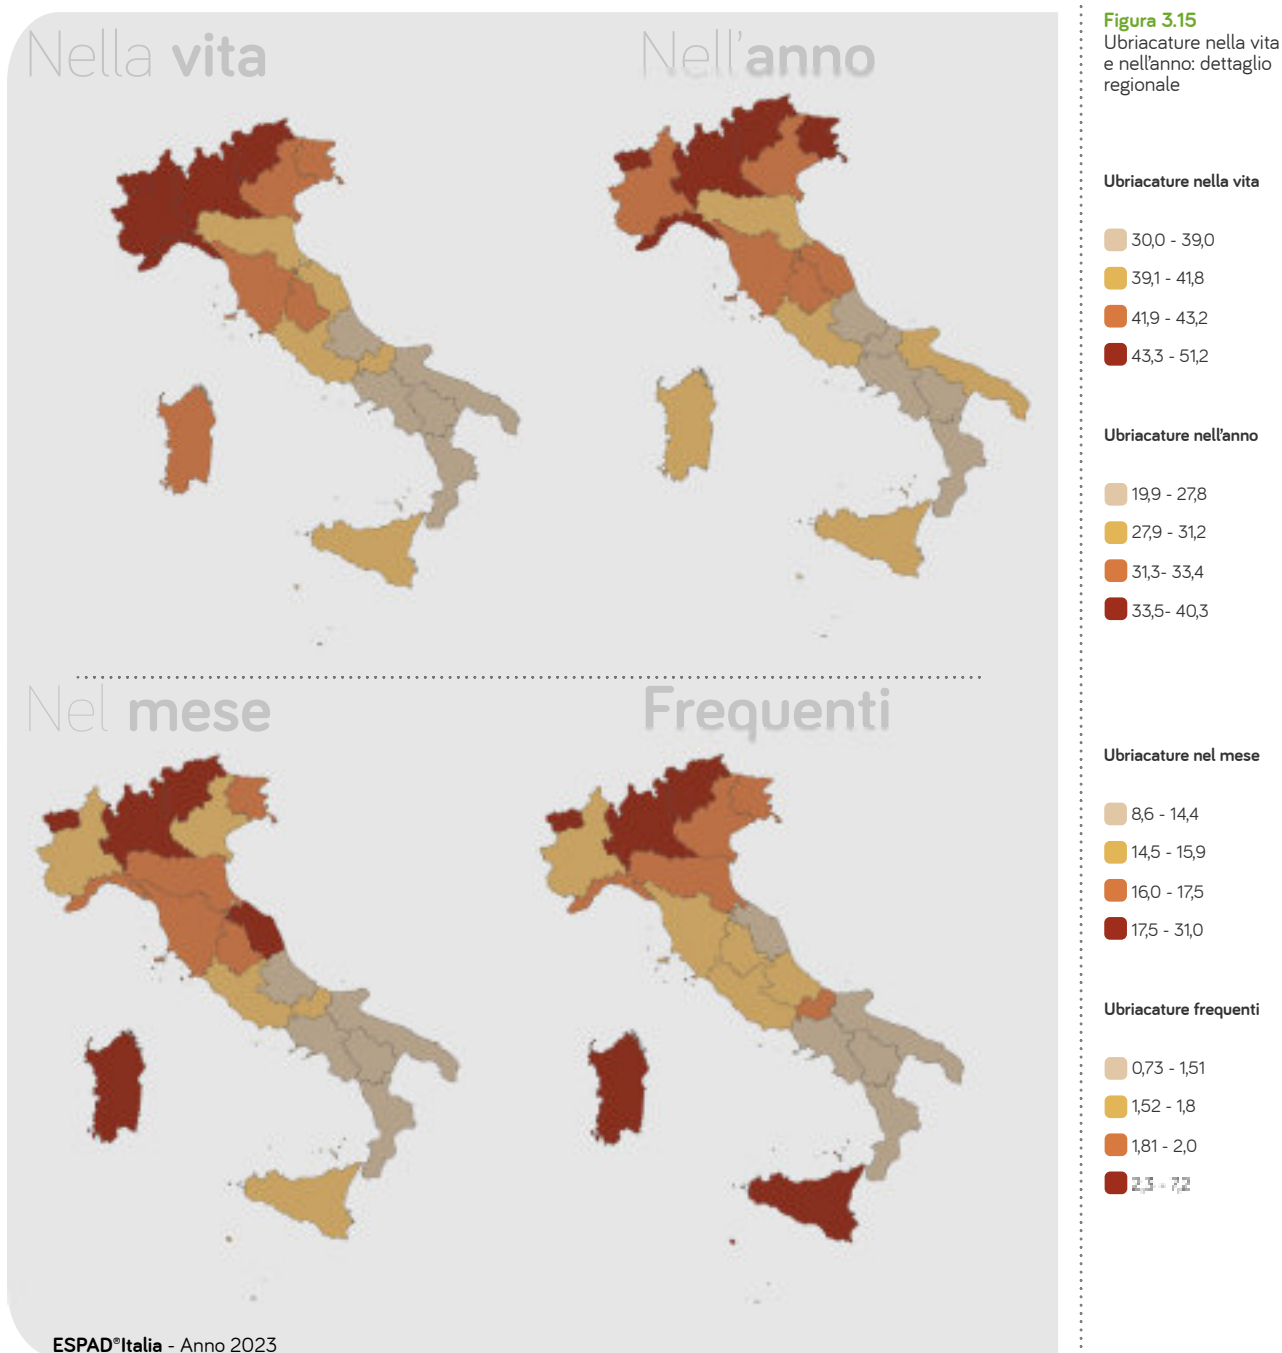 Nella vita
Nell'anno
Nel mese
Frequenti
ESPAD®Italia - Anno 2023
Figura 3.15
Ubriacature nella vita
e nell'anno: dettaglio
regionale
Ubriacature nella vita
30,0 - 39,0
39,1 - 41,8
41,9 - 43,2
43,3 - 51,2
Ubriacature nell'anno
19,9 - 27,8
27,9 - 31,2
31,3- 33,4
33,5- 40,3
Ubriacature nel mese
8,6 - 14,4
14,5 - 15,9
16,0 - 17,5
17,5 - 31,0
Ubriacature frequenti
0,73 - 1,51
1,52 - 1,8
1,81 - 2,0
2,3 - 7,2